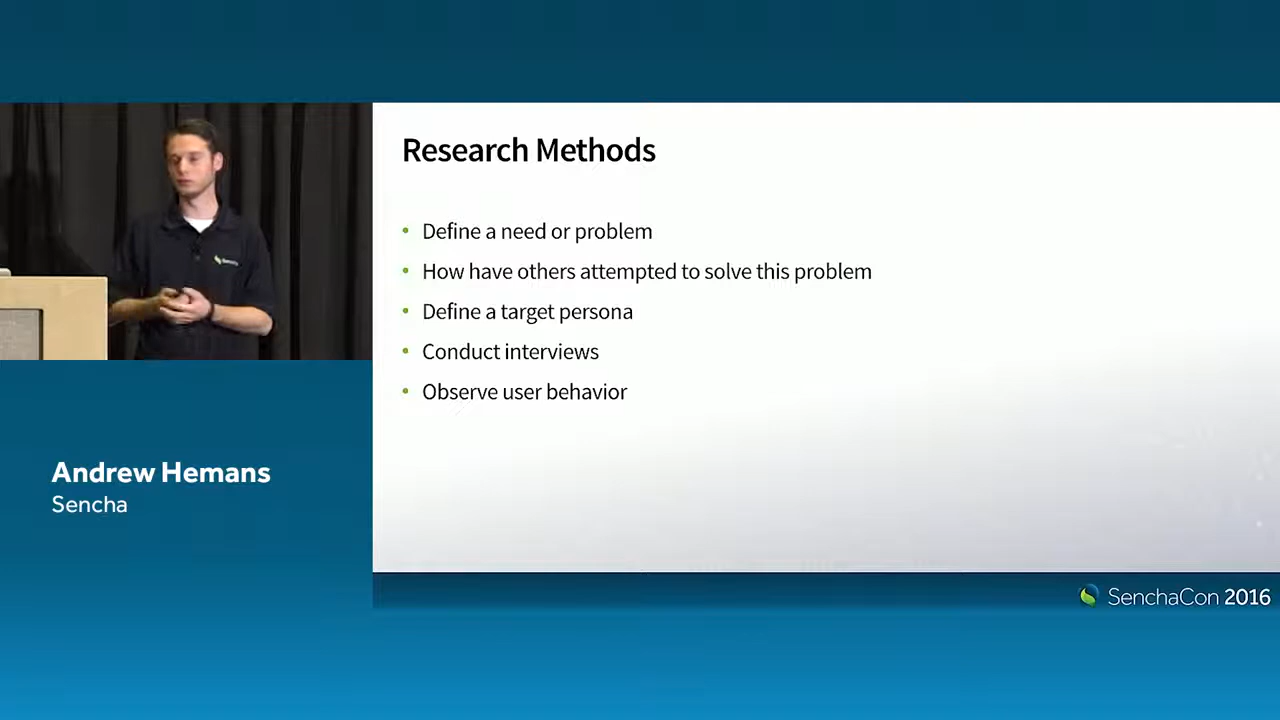 Research Methods
• Define a need or problem
• How have others attempted to solve this problem
• Define a target persona
• Conduct interviews
• Observe user behavior
Andrew Hemans
Sencha
SenchaCon 2016